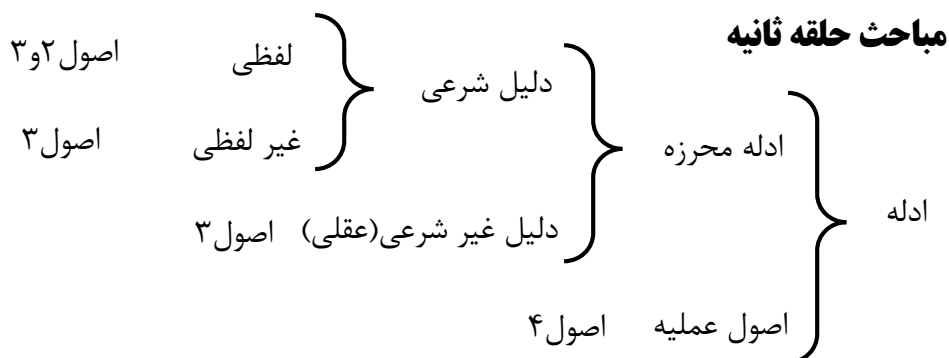 مباحث حلقه ثانیه
لفظی اصول۲و۳
دلیل شرعی
غیر لفظی اصول۳
ادله محرزه
ادله
دلیل غیر شرعی(عقلی) اصول۳
اصول عملیه اصول۴